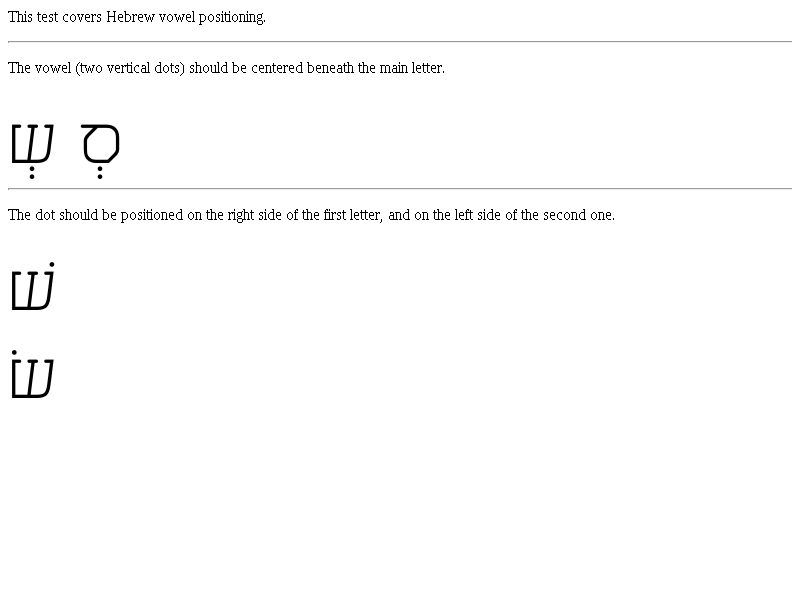 This test covers Hebrew vowel positioning.
The vowel (two vertical dots) should be centered beneath the main letter.
שְ סְ
The dot should be positioned on the right side of the first letter, and on the left side of the second one.
שׁ
שׂ